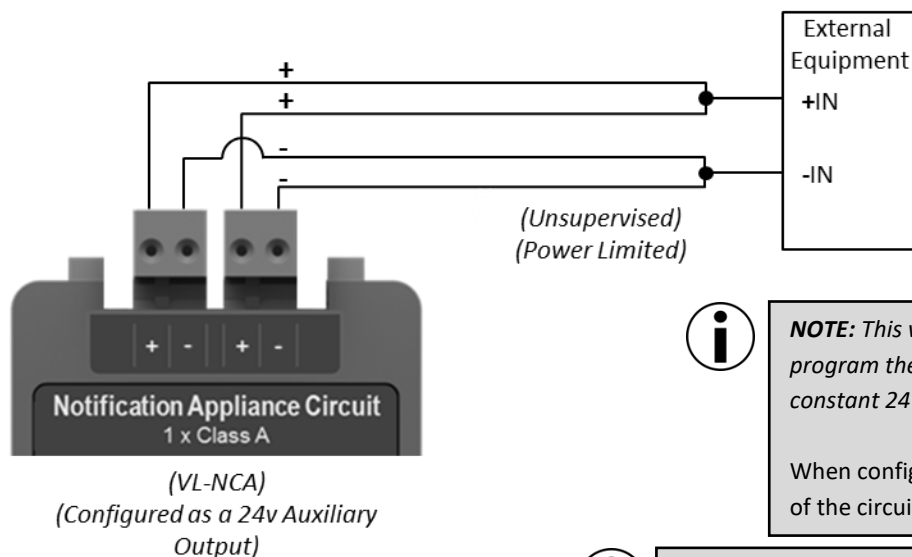 External
Equipment
+
+IN
+
-
-IN
-
(Unsupervised)
(Power Limited)
+ - + -
NOTE: This
program the
constant 24
Notification Appliance Circuit
1 x Class A
When config
of the circui
(VL-NCA)
(Configured as a 24v Auxiliary
Output)